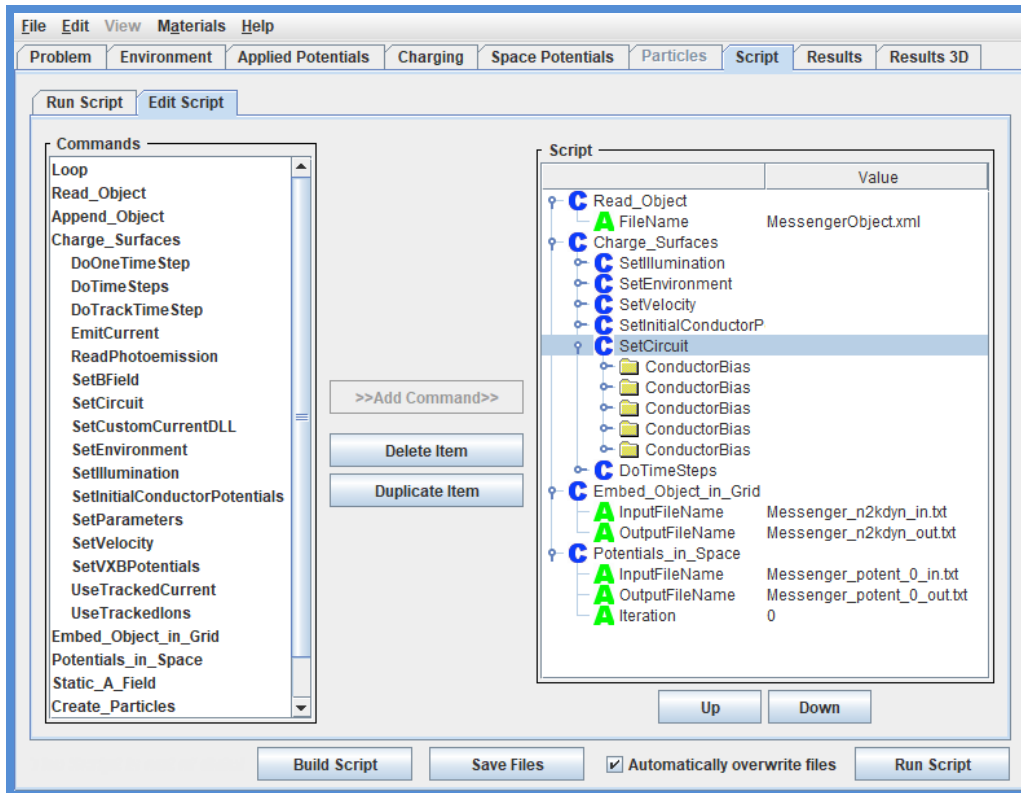 File Edit View Materials Help
Problem Environment Applied Potentials Charging Space Potentials Particles Script Results Results 3D
Run Script Edit Script
Commands
Loop
Read_Object
Append_Object
Charge_Surfaces
DoOneTimeStep
DoTimeSteps
DoTrackTimeStep
EmitCurrent
ReadPhotoemission
SetBField
SetCircuit
SetCustomCurrentDLL
SetEnvironment
SetIllumination
SetInitialConductorPotentials
SetParameters
SetVelocity
SetVXBPotentials
UseTrackedCurrent
UseTrackedIons
Embed_Object_in_Grid
Potentials_in_Space
Static_A_Field
Create_Particles
>>Add Command>>
Delete Item
Duplicate Item
Script
Value
C Read_Object
A FileName MessengerObject.xml
C Charge_Surfaces
C SetIllumination
C SetEnvironment
C SetVelocity
C SetInitialConductorP
C SetCircuit
ConductorBias
ConductorBias
ConductorBias
ConductorBias
ConductorBias
C DoTimeSteps
C Embed_Object_in_Grid
A InputFileName Messenger_n2kdyn_in.txt
A OutputFileName Messenger_n2kdyn_out.txt
C Potentials_in_Space
A InputFileName Messenger_potent_0_in.txt
A OutputFileName Messenger_potent_0_out.txt
A Iteration 0
Up Down
Build Script Save Files Automatically overwrite files Run Script